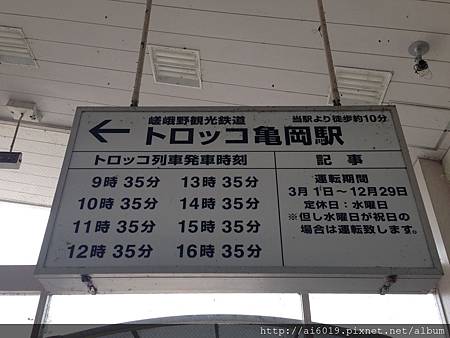 嵯峨野観光鉄道
当駅より徒歩約10分
← トロッコ亀岡駅
トロッコ列車発車時刻
9時35分 13時35分
10時35分 14時35分
11時35分 15時35分
12時35分 16時35分
記事
運転期間
3月1日～12月29日
定休日：水曜日
※但し水曜日が祝日の
場合は運転致します。
http://ai6019.pixnet.net/album